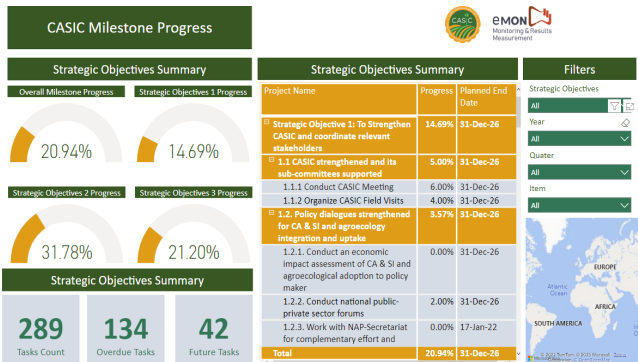 CASIC Milestone Progress
CASIC
eMON
Monitoring & Results
Measurement
Strategic Objectives Summary
Overall Milestone Progress
Strategic Objectives 1 Progress
20.94%
14.69%
Strategic Objectives 2 Progress
Strategic Objectives 3 Progress
31.78%
21.20%
Strategic Objectives Summary
289
Tasks Count
134
Overdue Tasks
42
Future Tasks
Strategic Objectives Summary
Project Name Progress Planned End
Date
Strategic Objective 1: To Strengthen 14.69% 31-Dec-26
CASIC and coordinate relevant
stakeholders
1.1 CASIC strengthened and its 5.00% 31-Dec-26
sub-committees supported
1.1.1 Conduct CASIC Meeting 6.00% 31-Dec-26
1.1.2 Organize CASIC Field Visits 4.00% 31-Dec-26
1.2. Policy dialogues strengthened 3.57% 31-Dec-26
for CA & SI and agroecology
integration and uptake
1.2.1. Conduct an economic 0.00% 31-Dec-26
impact assessment of CA & SI and
agroecological adoption to policy
maker
1.2.2. Conduct national public- 2.00% 31-Dec-26
private sector forums
1.2.3. Work with NAP-Secretariat 0.00% 17-Jan-22
for complementary effort and
Total 20.94% 31-Dec-26
Filters
Strategic Objectives
All
Year
All
Quater
All
Item
All
EUROPE
Atlantic
Ocean
AFRICA
SOUTH AMERICA